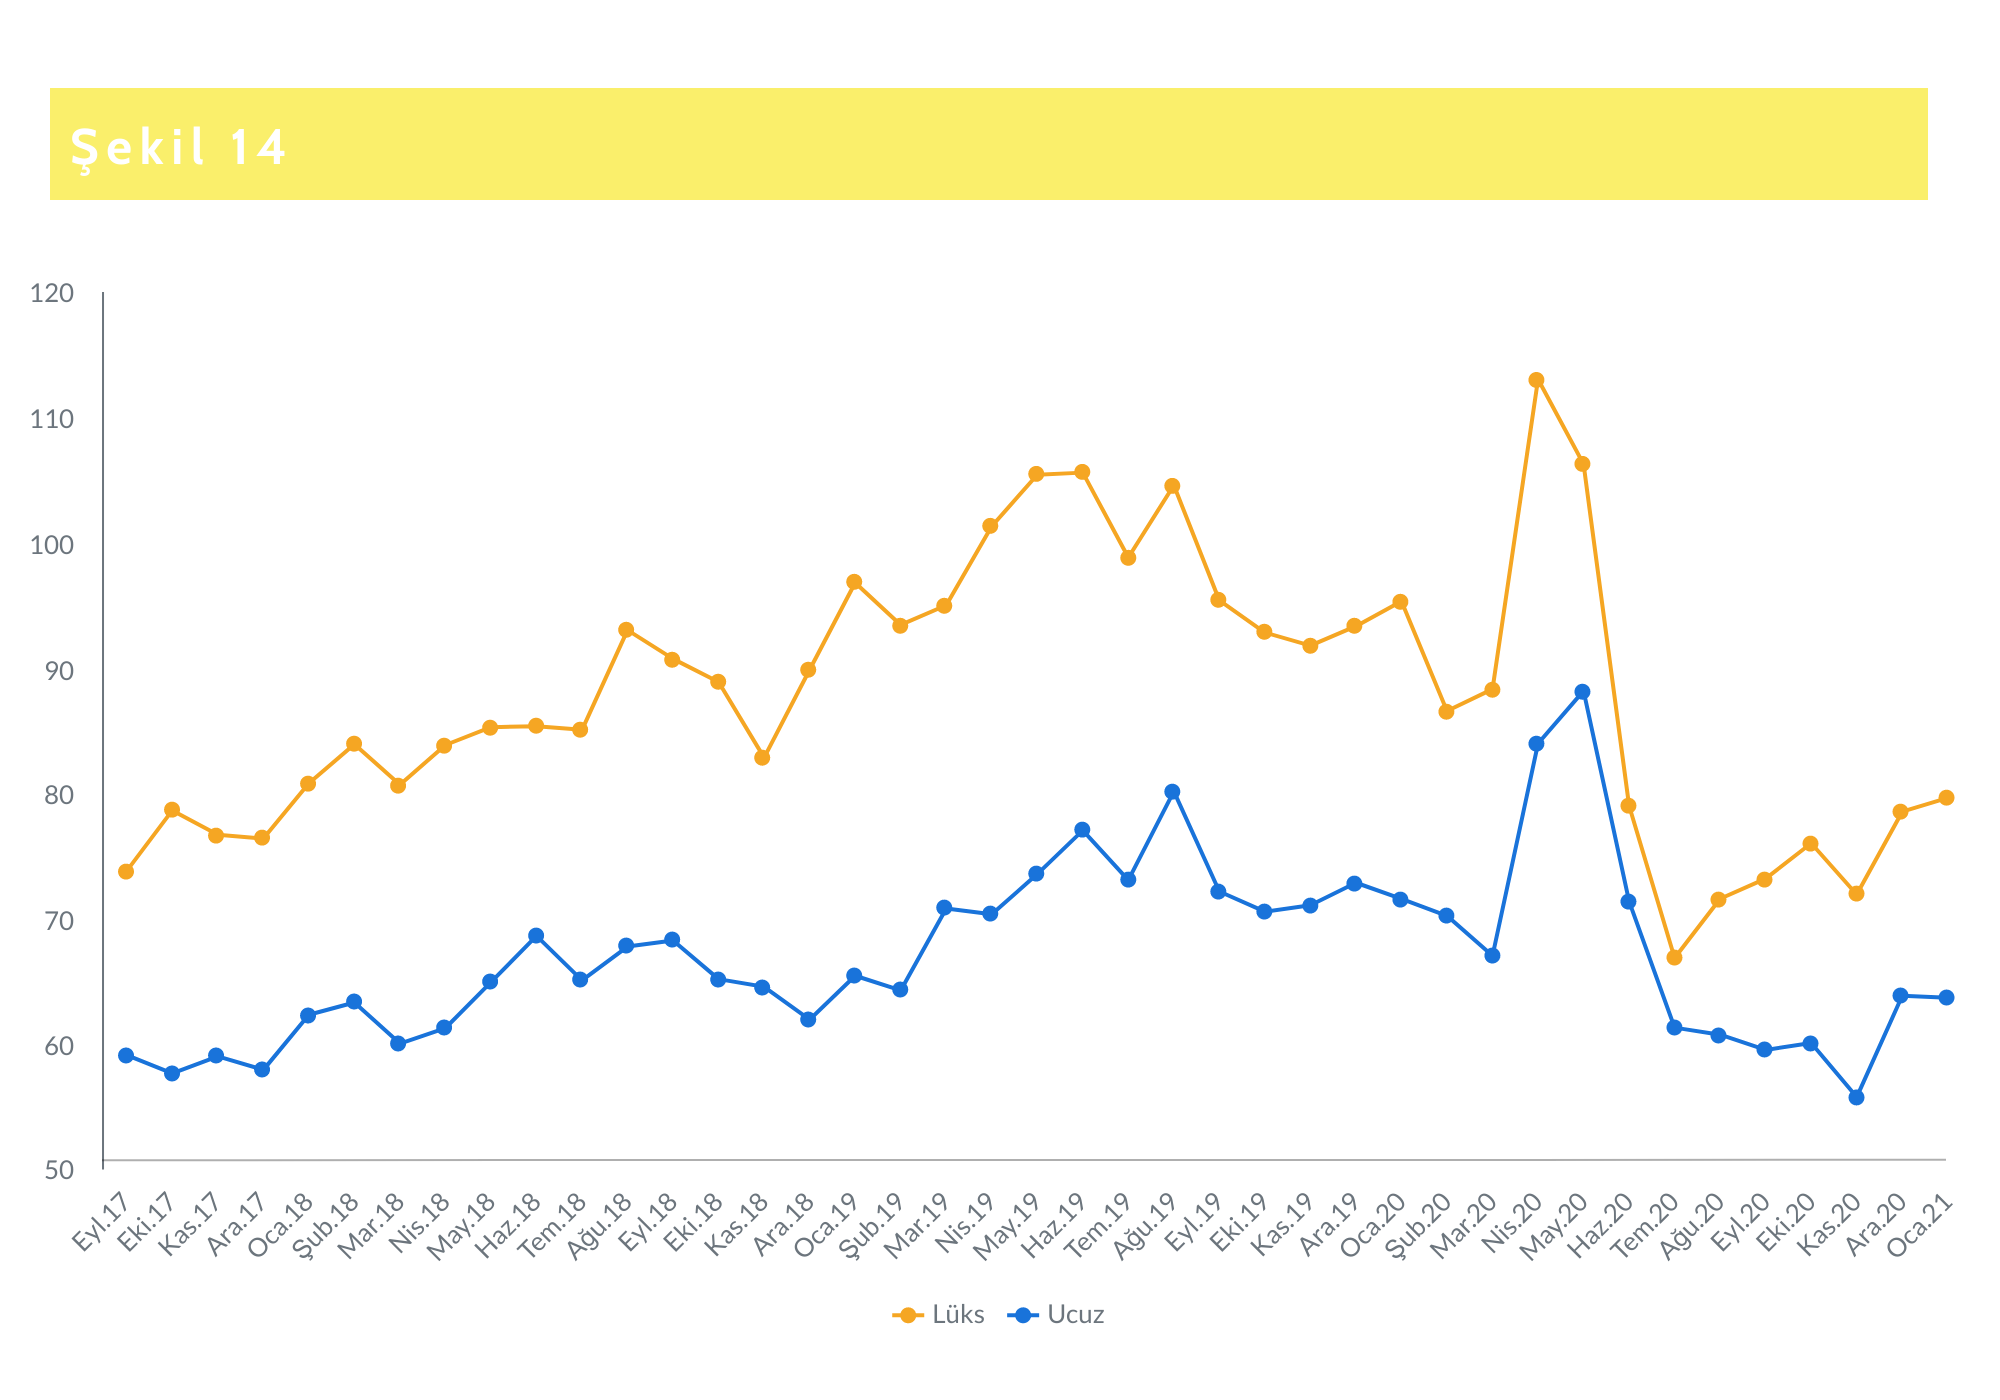 Şekil 14
120
110
100
90
80
70
60
50
Eyl.17
Eki.17
Kas.17
Ara.17
Oca.18
Şub.18
Mar.18
Nis.18
May.18
Haz.18
Tem.18
Ağu.18
Eyl.18
Eki.18
Kas.18
Ara.18
Oca.19
Şub.19
Mar.19
Nis.19
May.19
Haz.19
Tem.19
Ağu.19
Eyl.19
Eki.19
Kas.19
Ara.19
Oca.20
Şub.20
Mar.20
Nis.20
May.20
Haz.20
Tem.20
Ağu.20
Eyl.20
Eki.20
Kas.20
Ara.20
Oca.21
Lüks Ucuz